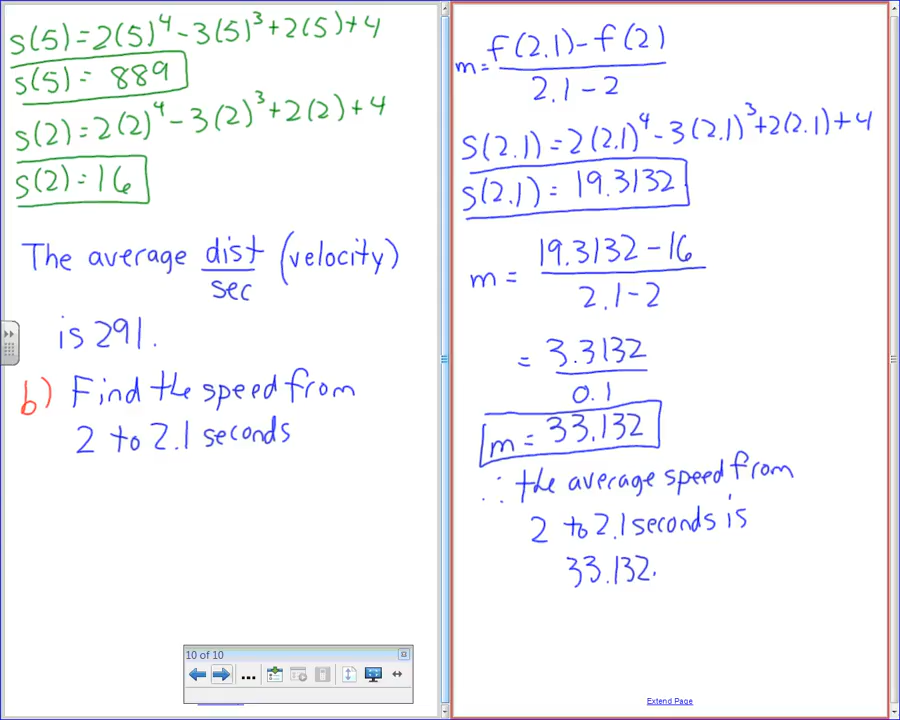 s(5) = 2(5)⁴ - 3(5)³ + 2(5) + 4
s(5) = 889
s(2) = 2(2)⁴ - 3(2)³ + 2(2) + 4
s(2) = 16
The average dist/sec (velocity)
is 291.
b) Find the speed from
2 to 2.1 seconds
m = f(2.1) - f(2) / 2.1 - 2
s(2.1) = 2(2.1)⁴ - 3(2.1)³ + 2(2.1) + 4
s(2.1) = 19.3132
m = 19.3132 - 16 / 2.1 - 2
= 3.3132 / 0.1
m = 33.132
∴ the average speed from
2 to 2.1 seconds is
33.132.
10 of 10
Extend Page